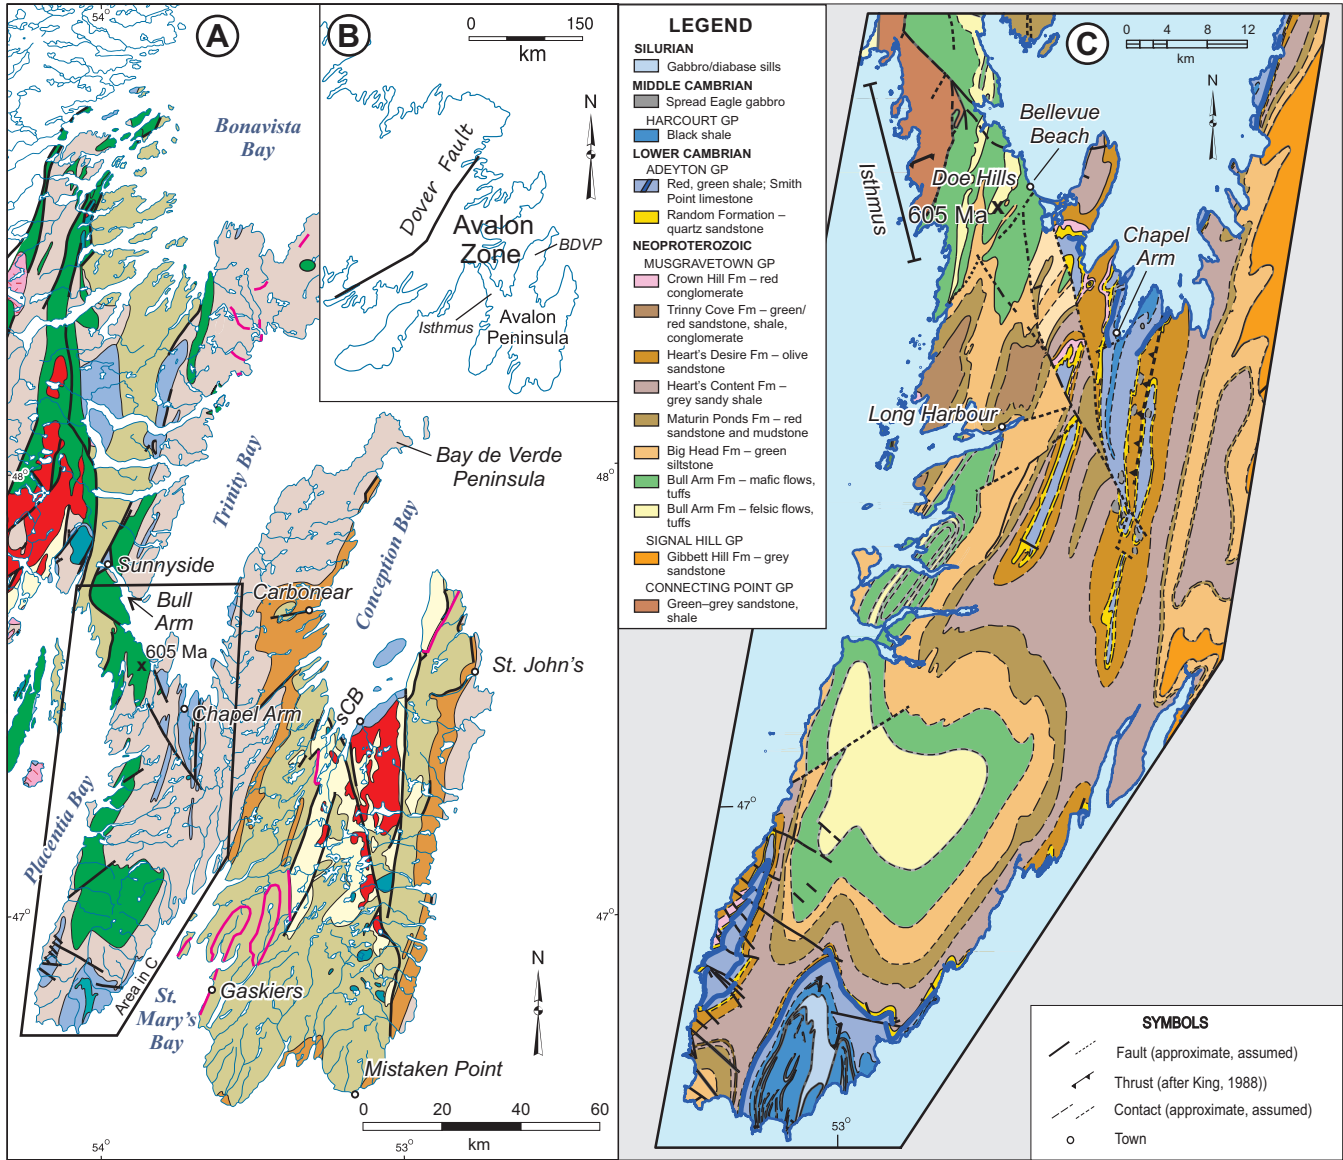 54°
A
Bonavista
Bay
48°
Trinity Bay
Bay de Verde
Peninsula
Conception Bay
Sunnyside
Bull
Arm
Carbonear
x 605 Ma
St. John's
Chapel Arm
sCB
Placentia Bay
47°
Area in C
St.
Mary's
Bay
Gaskiers
N
Mistaken Point
0 20 40 60
km
54°
53°
B
0 150
km
N
Dover Fault
Avalon
Zone
BDVP
Isthmus
Avalon
Peninsula
48°
47°
LEGEND
SILURIAN
Gabbro/diabase sills
MIDDLE CAMBRIAN
Spread Eagle gabbro
HARCOURT GP
Black shale
LOWER CAMBRIAN
ADEYTON GP
Red, green shale; Smith
Point limestone
Random Formation –
quartz sandstone
NEOPROTEROZOIC
MUSGRAVETOWN GP
Crown Hill Fm – red
conglomerate
Trinny Cove Fm – green/
red sandstone, shale,
conglomerate
Heart's Desire Fm – olive
sandstone
Heart's Content Fm –
grey sandy shale
Maturin Ponds Fm – red
sandstone and mudstone
Big Head Fm – green
siltstone
Bull Arm Fm – mafic flows,
tuffs
Bull Arm Fm – felsic flows,
tuffs
SIGNAL HILL GP
Gibbett Hill Fm – grey
sandstone
CONNECTING POINT GP
Green–grey sandstone,
shale
C
0 4 8 12
km
N
Bellevue
Beach
Isthmus
Doe Hills
605 Ma x
Chapel
Arm
Long Harbour
47°
53°
SYMBOLS
Fault (approximate, assumed)
Thrust (after King, 1988))
Contact (approximate, assumed)
Town